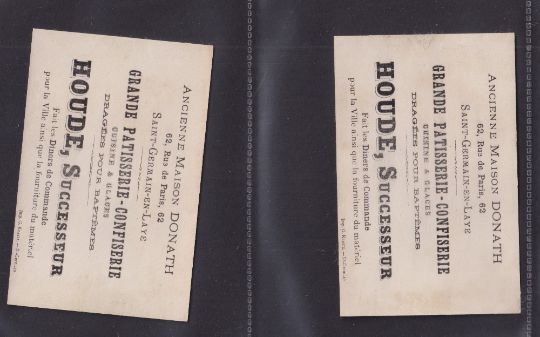 ANCIENNE MAISON DONATH
62, Rue de Paris, 62
SAINT-GERMAIN-EN-LAYE
GRANDE PATISSERIE-CONFISERIE
CUISINE & GLACES
DRAGÉES POUR BAPTÊMES
HOUDE, SUCCESSEUR
Fait les Diners de Commande
pour la Ville ainsi que la fourniture du matériel
ANCIENNE MAISON DONATH
62, Rue de Paris, 62
SAINT-GERMAIN-EN-LAYE
GRANDE PATISSERIE-CONFISERIE
CUISINE & GLACES
DRAGÉES POUR BAPTÊMES
HOUDE, SUCCESSEUR
Fait les Diners de Commande
pour la Ville ainsi que la fourniture du matériel